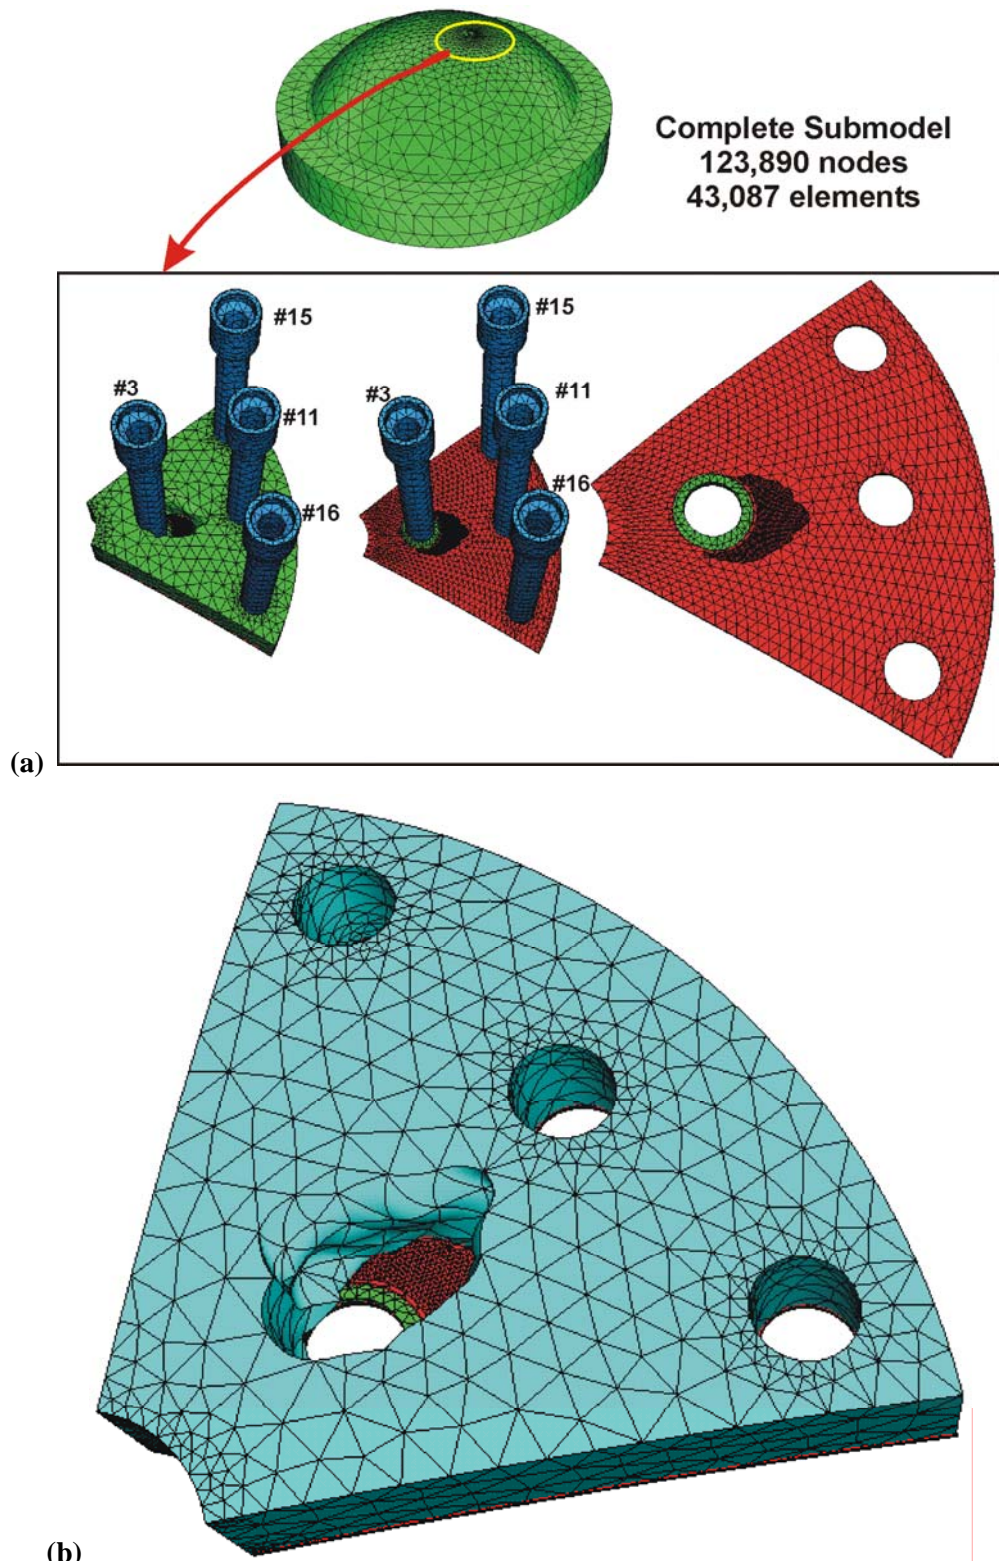 Complete Submodel
123,890 nodes
43,087 elements
#15
#3
#11
#16
#15
#3
#11
#16
(a)
(b)